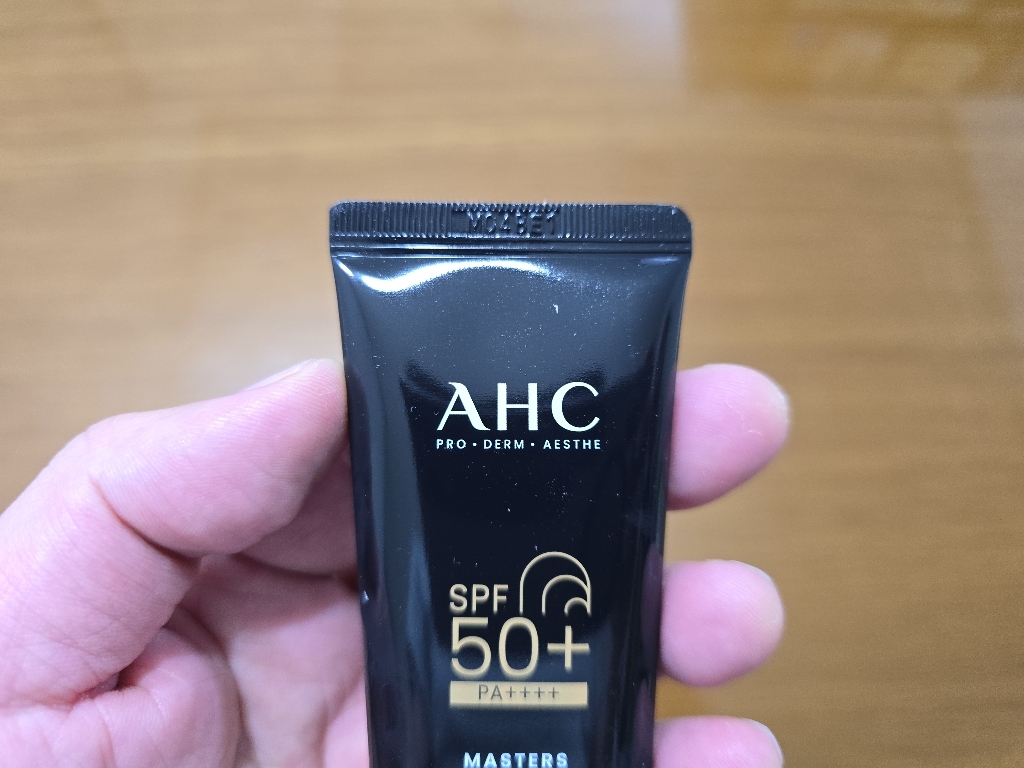 AHC
PRO • DERM • AESTHE
SPF
50+
PA++++
MASTERS